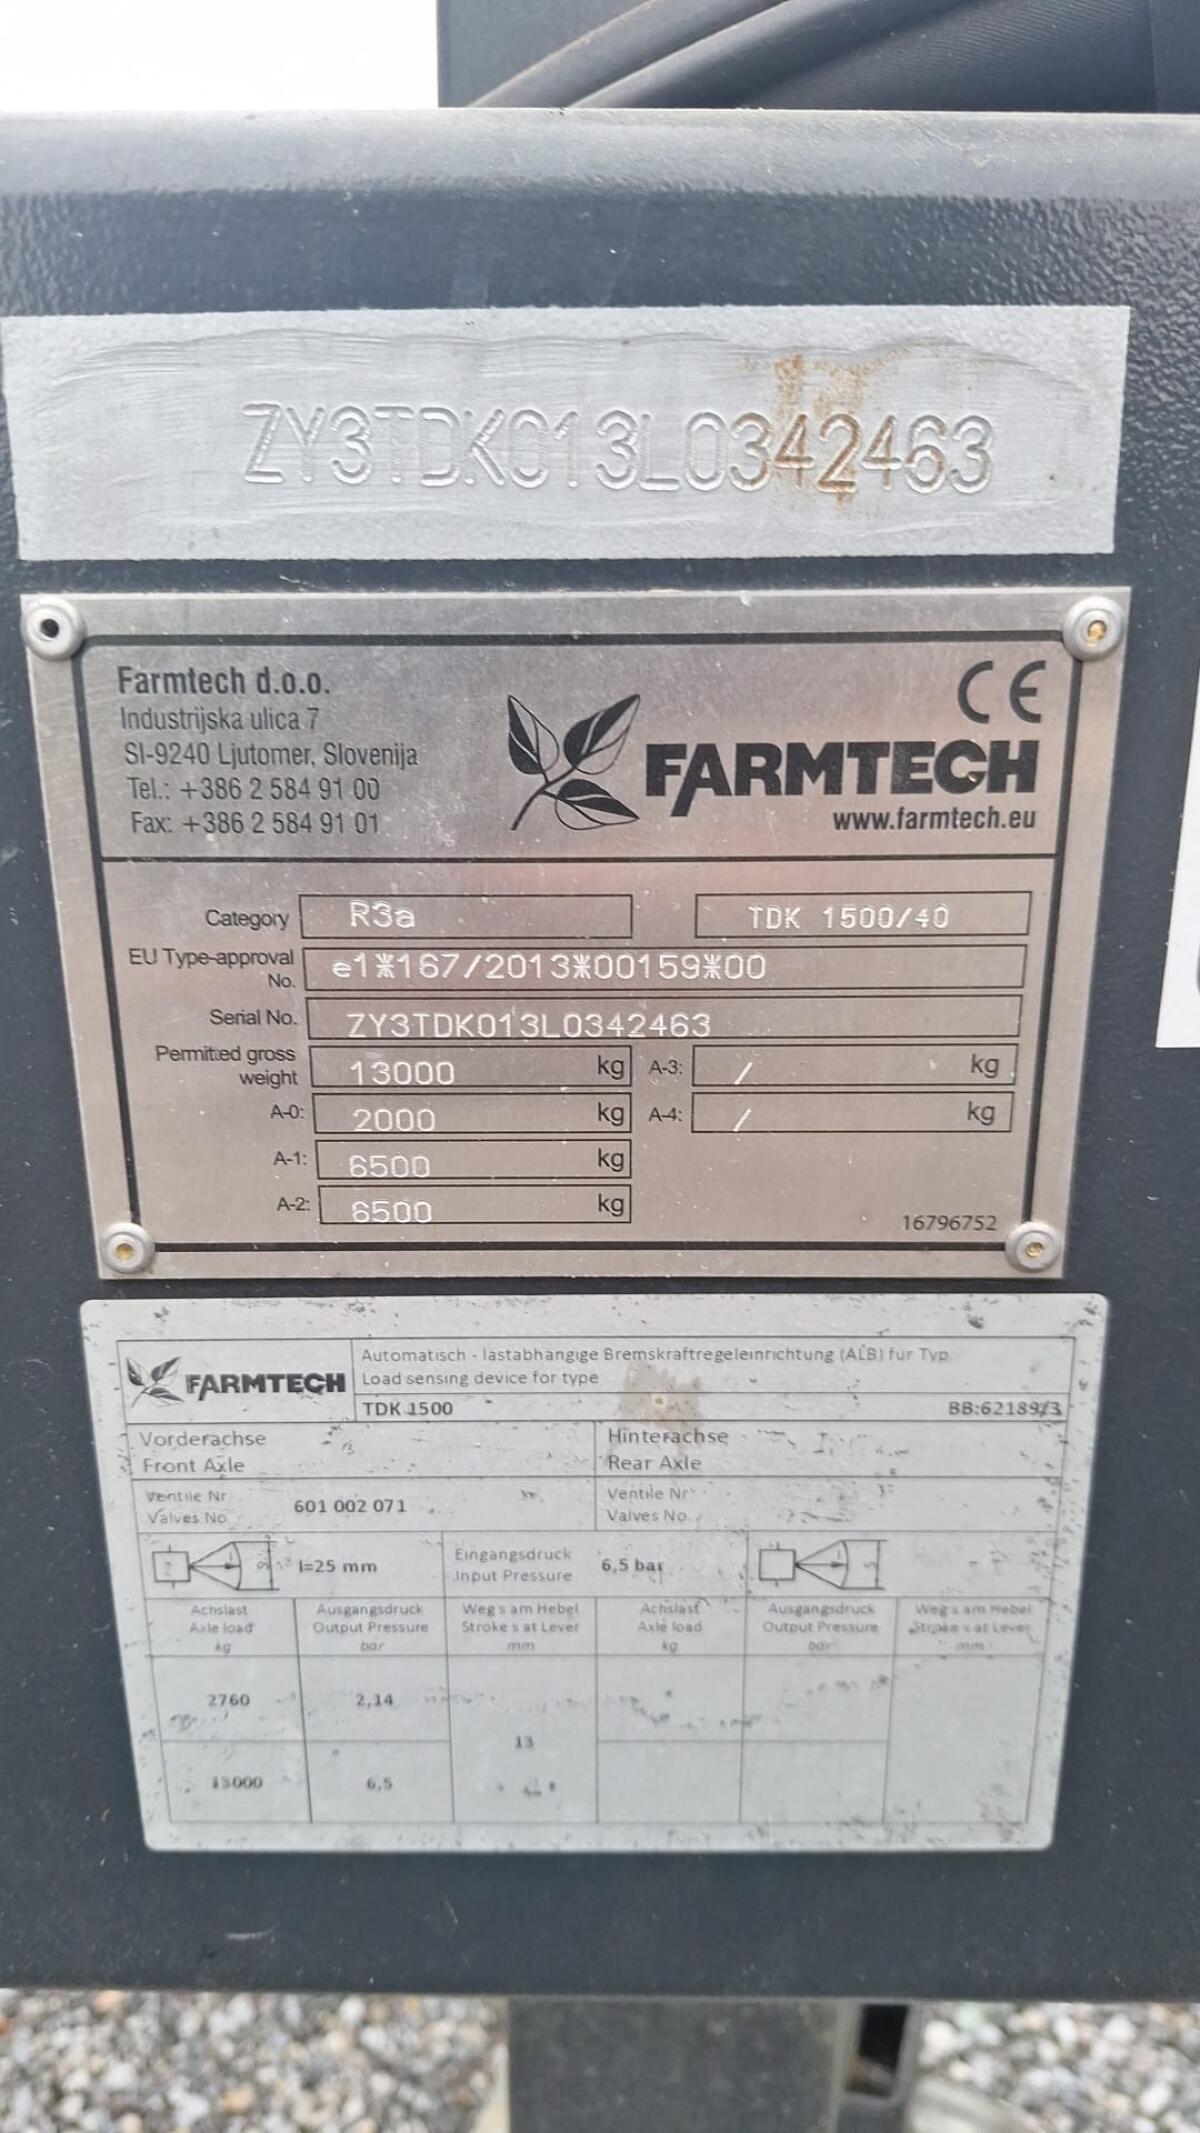 ZY3TDK013L0342463
Farmtech d.o.o.
Industrijska ulica 7
SI-9240 Ljutomer, Slovenija
Tel.: +386 2 584 91 00
Fax: +386 2 584 91 01
CE
FARMTECH
www.farmtech.eu
Category R3a TDK 1500/40
EU Type-approval No. e1*167/2013*00159*00
Serial No. ZY3TDK013L0342463
Permitted gross weight 13000 kg A-3: / kg
A-0: 2000 kg A-4: / kg
A-1: 6500 kg
A-2: 6500 kg
16796752
FARMTECH
Automatisch - lastabhangige Bremskraftregeleinrichtung (ALB) fur Typ
Load sensing device for type
TDK 1500 BB:62189/3
Vorderachse Hinterachse
Front Axle Rear Axle
Ventile Nr Ventile Nr
Valves No. 601 002 071 Valves No.
l=25 mm Eingangsdruck 6,5 bar
Input Pressure
Achslast Ausgangsdruck Weg s am Hebel Achslast Ausgangsdruck Weg s am Hebel
Axle load Output Pressure Stroke s at Lever Axle load Output Pressure Stroke s at Lever
kg bar mm kg bar mm
2760 2,14
13
13000 6,5